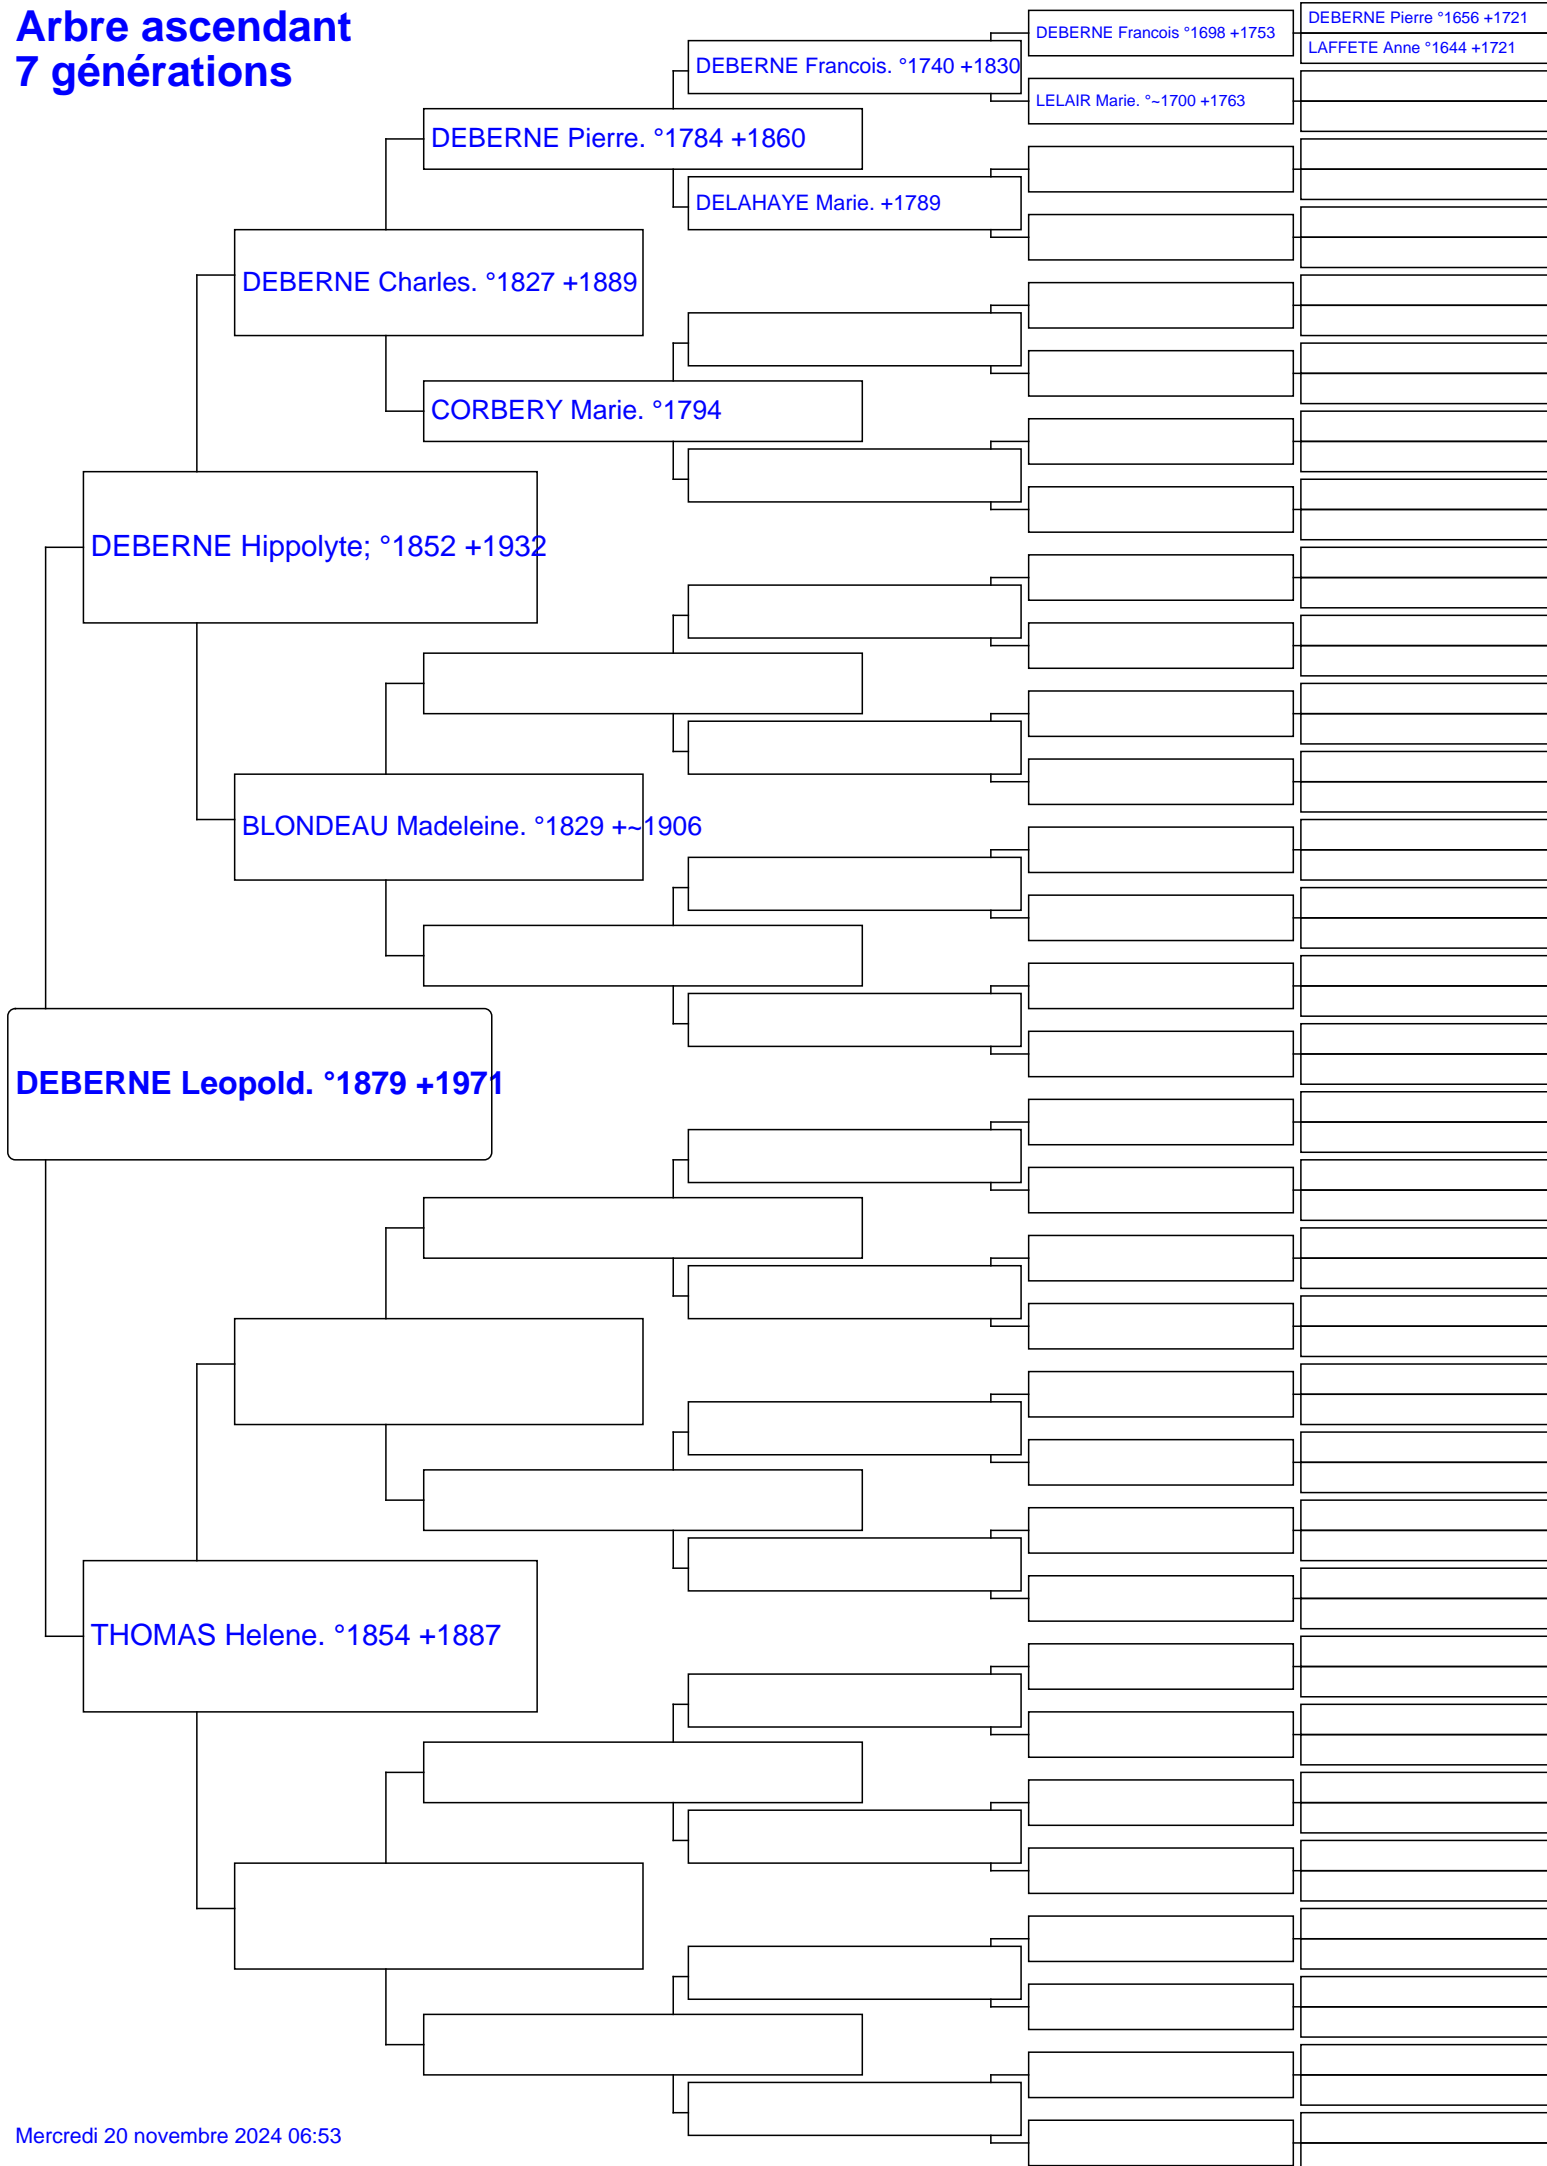 Arbre ascendant
7 générations
DEBERNE Pierre °1656 +1721
LAFFETE Anne °1644 +1721
DEBERNE Francois °1698 +1753
DEBERNE Francois. °1740 +1830
LELAIR Marie. °~1700 +1763
DEBERNE Pierre. °1784 +1860
DELAHAYE Marie. +1789
DEBERNE Charles. °1827 +1889
CORBERY Marie. °1794
DEBERNE Hippolyte; °1852 +1932
BLONDEAU Madeleine. °1829 +~1906
DEBERNE Leopold. °1879 +1971
THOMAS Helene. °1854 +1887
Mercredi 20 novembre 2024 06:53